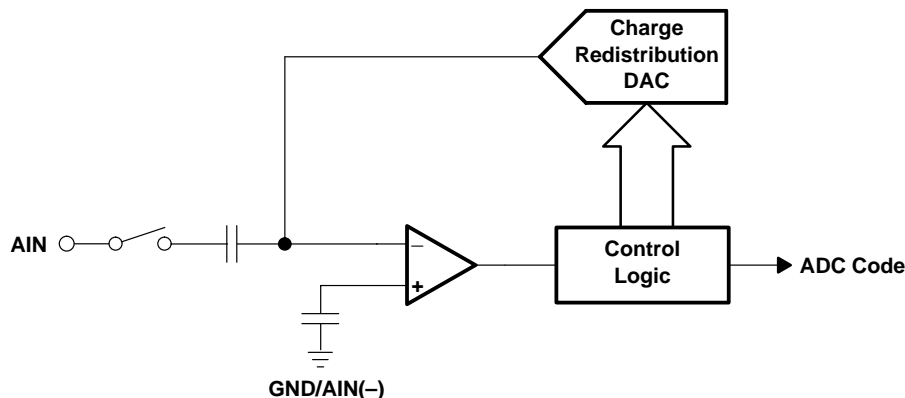 Charge
Redistribution
DAC
AIN
−
+
Control
Logic
ADC Code
GND/AIN(−)